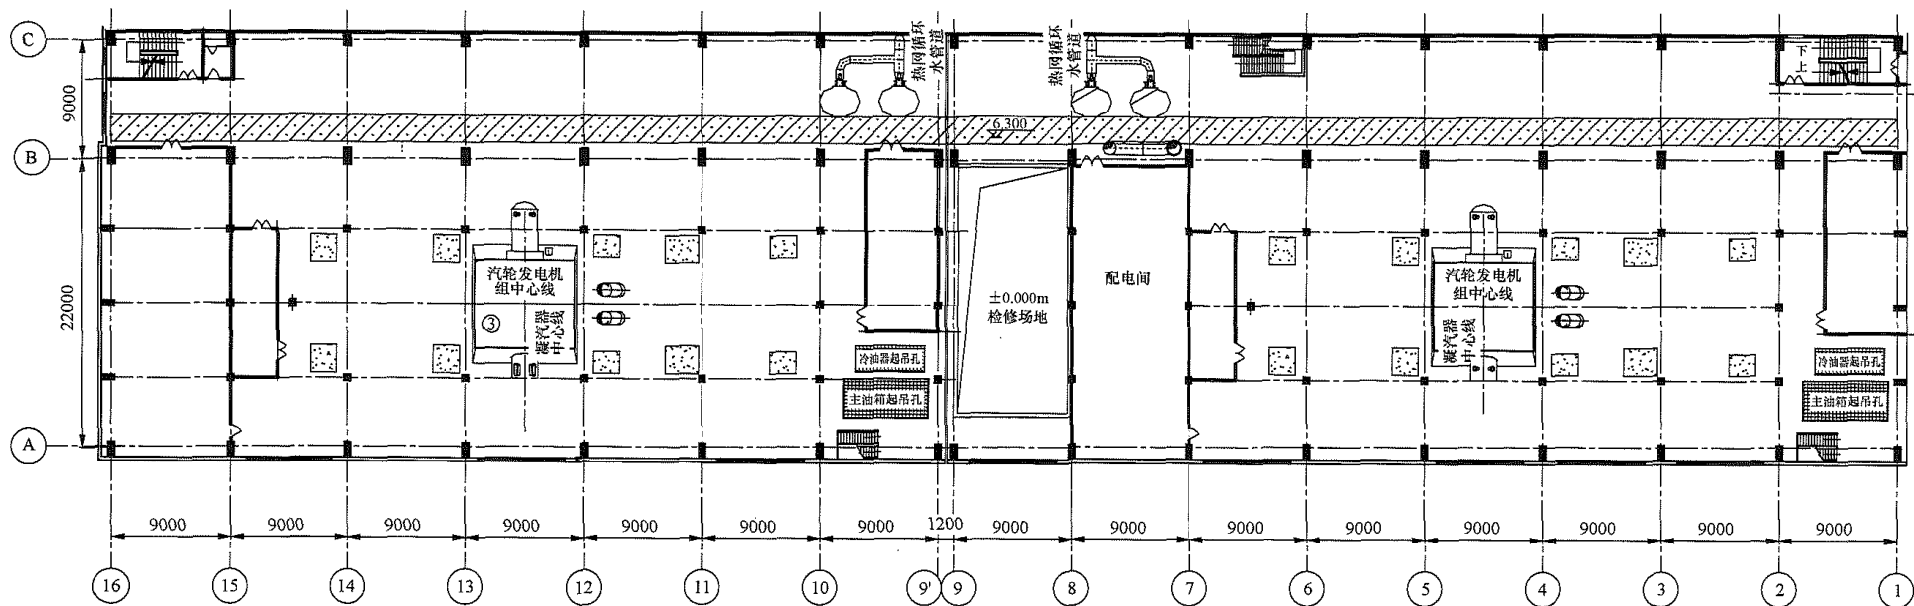 C
热网循环
水管道
热网循环
水管道
下
上
9000
6.300
B
22000
汽轮发电机
组中心线
③
凝汽器
中心线
冷油器起吊孔
主油箱起吊孔
±0.000m
检修场地
配电间
汽轮发电机
组中心线
凝汽器
中心线
冷油器起吊孔
主油箱起吊孔
A
9000 9000 9000 9000 9000 9000 9000 1200 9000 9000 9000 9000 9000 9000 9000 9000
16 15 14 13 12 11 10 9' 9 8 7 6 5 4 3 2 1